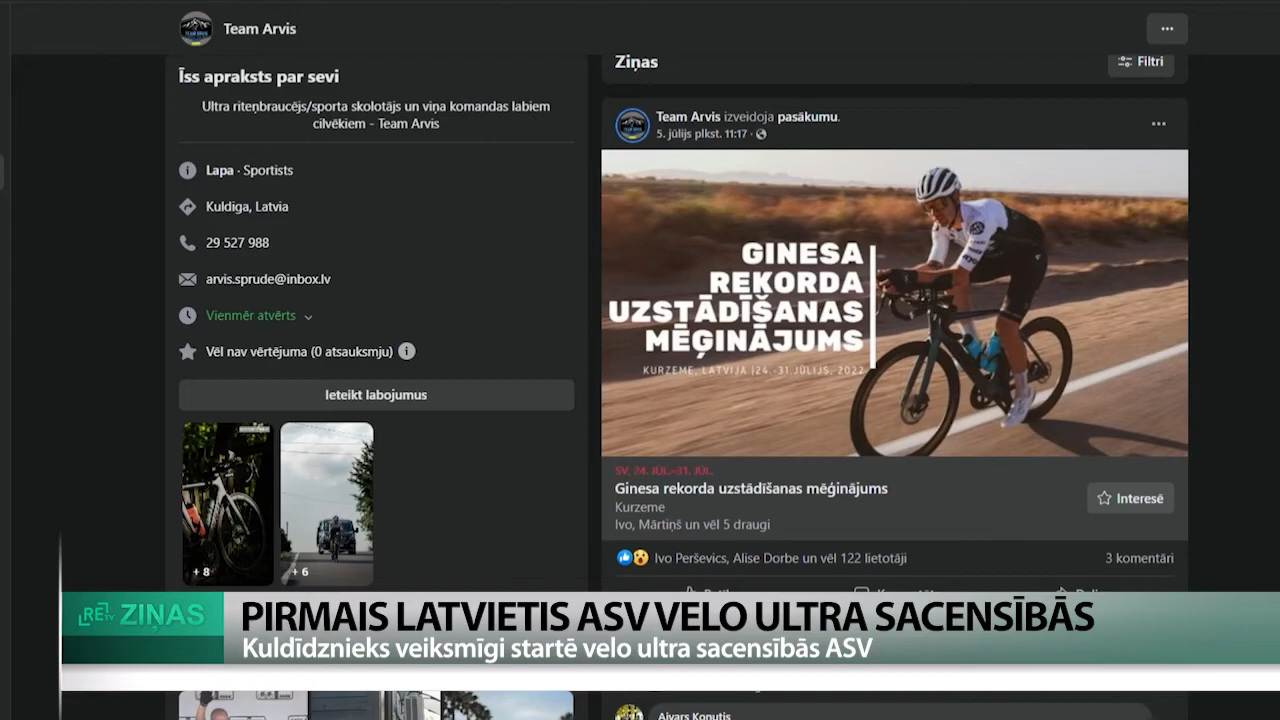 Team Arvis
Īss apraksts par sevi
Ultra riteņbraucējs/sporta skolotājs un viņa komandas labiem
cilvēkiem - Team Arvis
Lapa · Sportists
Kuldiga, Latvia
29 527 988
arvis.sprude@inbox.lv
Vienmēr atvērts
Vēl nav vērtējuma (0 atsauksmju)
Ieteikt labojumus
+ 8
+ 6
Ziņas
Filtri
Team Arvis izveidoja pasākumu.
5. jūlijs plkst. 11:17 ·
GINESA
REKORDA
UZSTĀDĪŠANAS
MĒĢINĀJUMS
KURZEME, LATVIJA |24.-31.JŪLIJS, 2022
SV, 24. JŪL.–31. JŪL.
Ginesa rekorda uzstādīšanas mēģinājums
Kurzeme
Ivo, Mārtiņš un vēl 5 draugi
Interesē
Ivo Perševics, Alise Dorbe un vēl 122 lietotāji
3 komentāri
RE TV ZIŅAS
PIRMAIS LATVIETIS ASV VELO ULTRA SACENSĪBĀS
Kuldīdznieks veiksmīgi startē velo ultra sacensībās ASV
Aivars Konutis